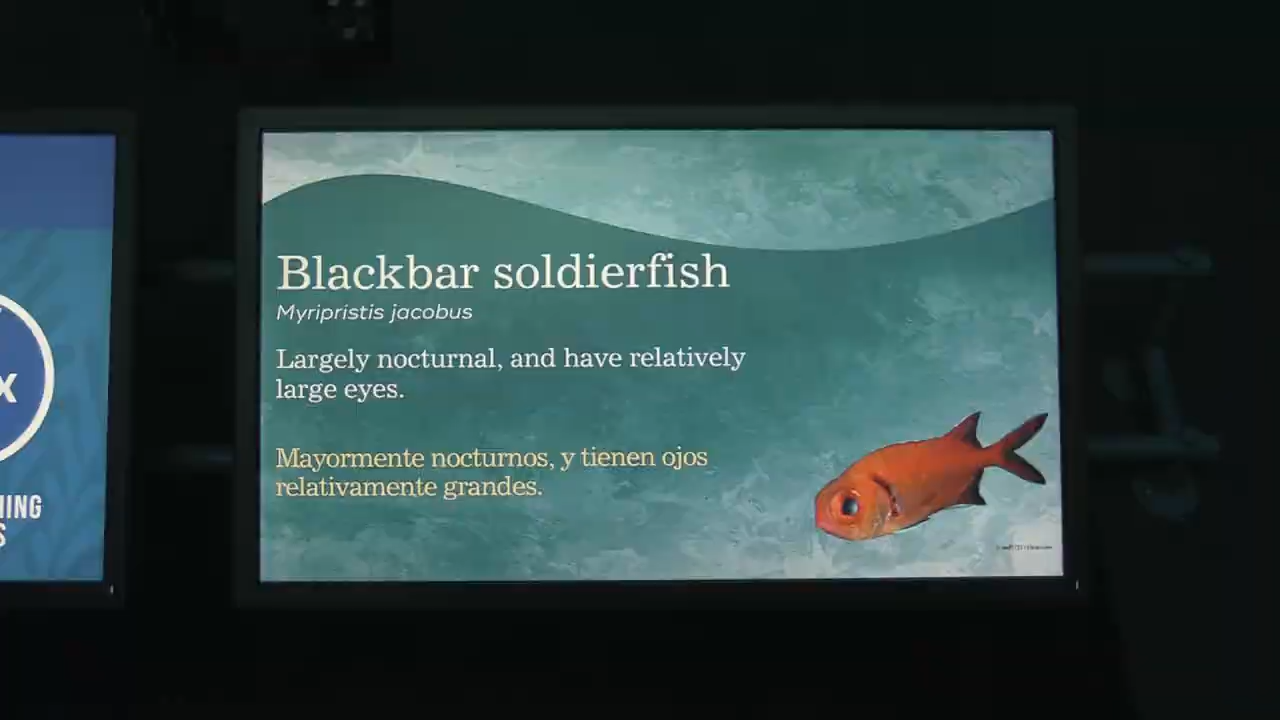 Blackbar soldierfish
Myripristis jacobus
Largely nocturnal, and have relatively
large eyes.
Mayormente nocturnos, y tienen ojos
relativamente grandes.